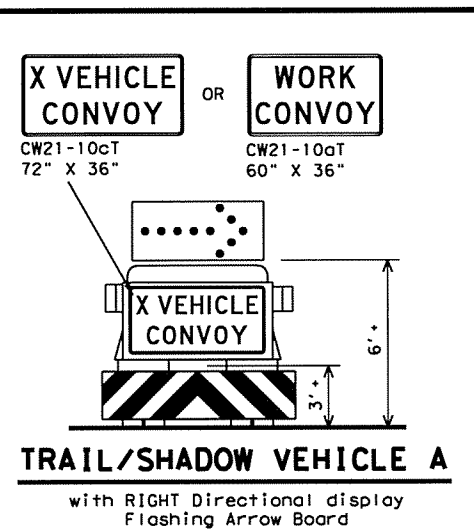 X VEHICLE
CONVOY
OR
WORK
CONVOY
CW21-10cT
72" X 36"
CW21-10aT
60" X 36"
X VEHICLE
CONVOY
6'+
3'+
TRAIL/SHADOW VEHICLE A
with RIGHT Directional display
Flashing Arrow Board